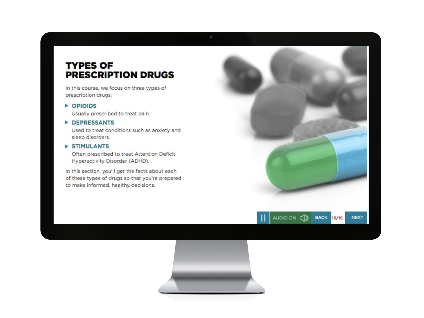 TYPES OF
PRESCRIPTION DRUGS
In this course, we focus on three types of
prescription drugs:
OPIOIDS
Usually prescribed to treat pain.
DEPRESSANTS
Used to treat conditions such as anxiety and
sleep disorders.
STIMULANTS
Often prescribed to treat Attention Deficit
Hyperactivity Disorder (ADHD).
In this section, you'll get the facts about each
of these types of drugs so that you're prepared
to make informed, healthy decisions.
AUDIO ON BACK NEXT